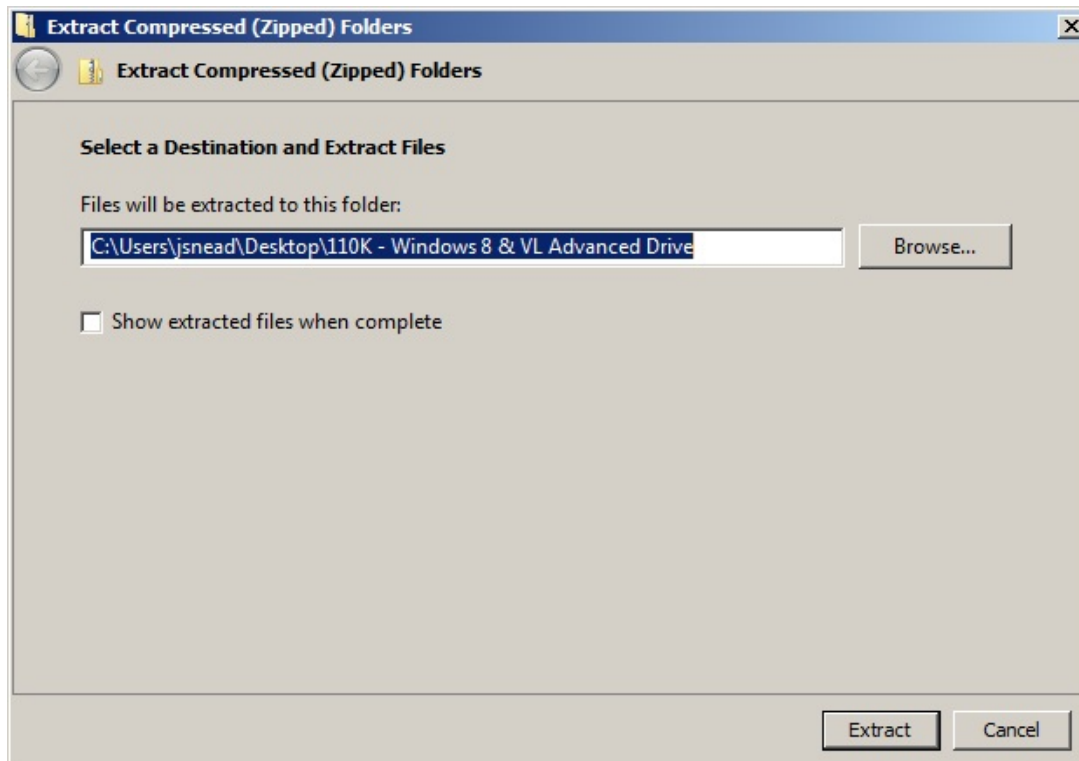 Extract Compressed (Zipped) Folders
Extract Compressed (Zipped) Folders
Select a Destination and Extract Files
Files will be extracted to this folder:
C:\Users\jsnead\Desktop\110K - Windows 8 & VL Advanced Drive
Browse...
Show extracted files when complete
Extract
Cancel